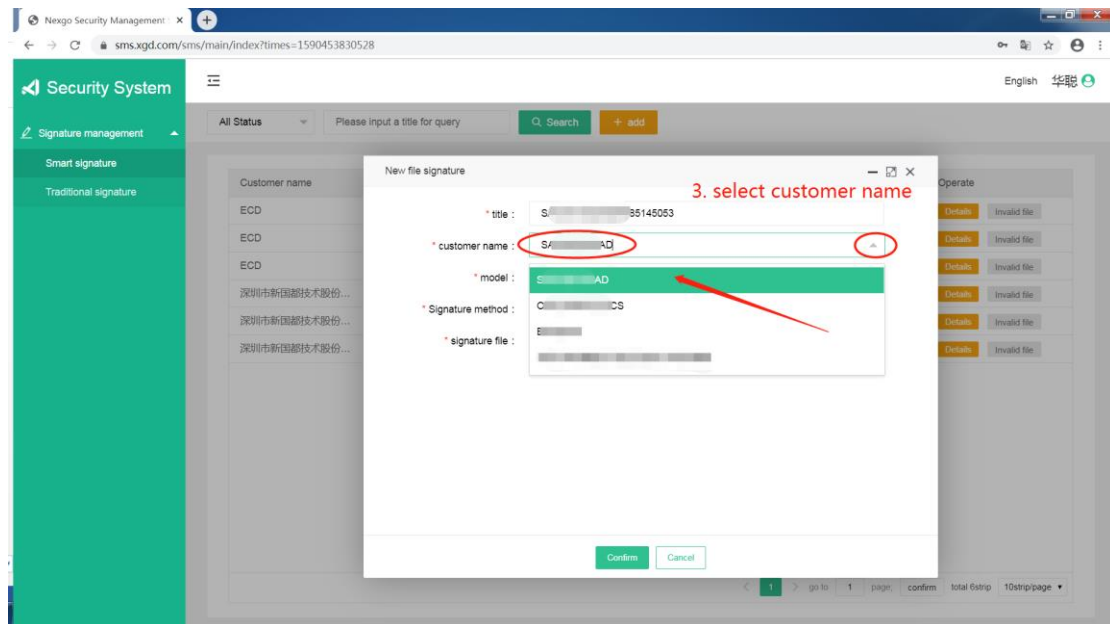 Nexgo Security Management
sms.xgd.com/sms/main/index?times=1590453830528
Security System
English 华聪
Signature management
All Status Please input a title for query Search + add
Smart signature
Traditional signature
New file signature
3. select customer name
Customer name Operate
* title : 35145053
* customer name : SA AD
* model :
AD
* Signature method :
CS
* signature file :
ECD Details Invalid file
ECD Details Invalid file
ECD Details Invalid file
深圳市新国都技术股份... Details Invalid file
深圳市新国都技术股份... Details Invalid file
深圳市新国都技术股份... Details Invalid file
Confirm Cancel
1 go to 1 page; confirm total 6strip 10strip/page